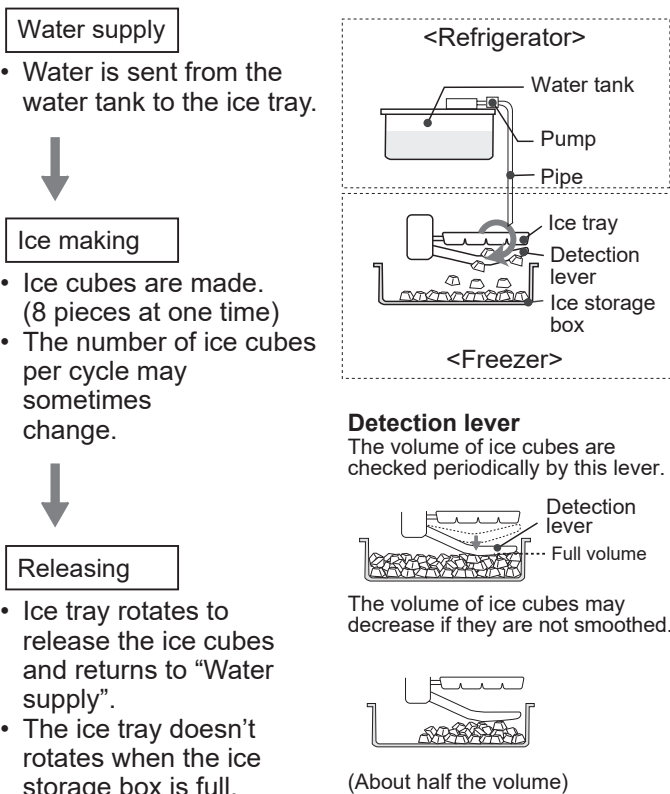 Water supply
• Water is sent from the
water tank to the ice tray.
Ice making
• Ice cubes are made.
(8 pieces at one time)
• The number of ice cubes
per cycle may
sometimes
change.
Releasing
• Ice tray rotates to
release the ice cubes
and returns to “Water
supply”.
• The ice tray doesn’t
rotates when the ice
storage box is full.
<Refrigerator>
Water tank
Pump
Pipe
Ice tray
Detection
lever
Ice storage
box
<Freezer>
Detection lever
The volume of ice cubes are
checked periodically by this lever.
Detection
lever
Full volume
The volume of ice cubes may
decrease if they are not smoothed.
(About half the volume)